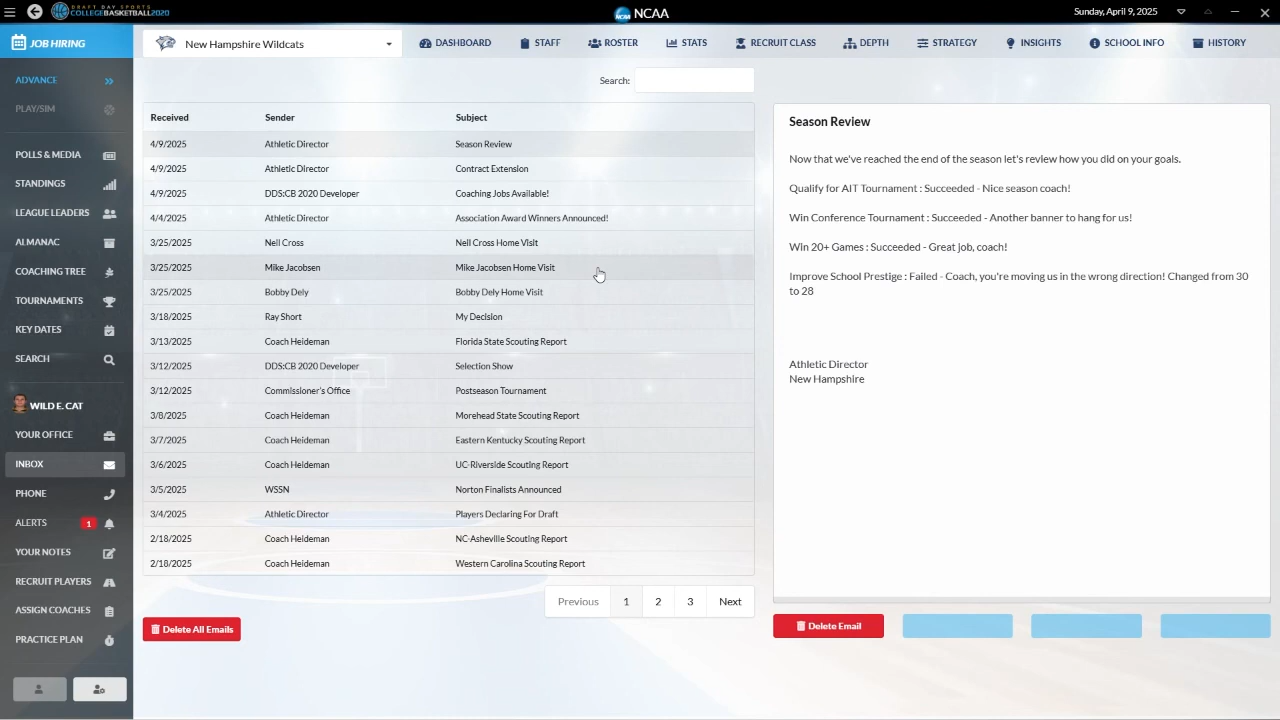 DRAFT DAY SPORTS
COLLEGEBASKETBALL2020
NCAA
Sunday, April 9, 2025
JOB HIRING
New Hampshire Wildcats
DASHBOARD
STAFF
ROSTER
STATS
RECRUIT CLASS
DEPTH
STRATEGY
INSIGHTS
SCHOOL INFO
HISTORY
ADVANCE
PLAY/SIM
POLLS & MEDIA
STANDINGS
LEAGUE LEADERS
ALMANAC
COACHING TREE
TOURNAMENTS
KEY DATES
SEARCH
WILD E. CAT
YOUR OFFICE
INBOX
PHONE
ALERTS 1
YOUR NOTES
RECRUIT PLAYERS
ASSIGN COACHES
PRACTICE PLAN
Search:
Received Sender Subject
4/9/2025 Athletic Director Season Review
4/9/2025 Athletic Director Contract Extension
4/9/2025 DDS:CB 2020 Developer Coaching Jobs Available!
4/4/2025 Athletic Director Association Award Winners Announced!
3/25/2025 Nell Cross Nell Cross Home Visit
3/25/2025 Mike Jacobsen Mike Jacobsen Home Visit
3/25/2025 Bobby Dely Bobby Dely Home Visit
3/18/2025 Ray Short My Decision
3/13/2025 Coach Heideman Florida State Scouting Report
3/12/2025 DDS:CB 2020 Developer Selection Show
3/12/2025 Commissioner's Office Postseason Tournament
3/8/2025 Coach Heideman Morehead State Scouting Report
3/7/2025 Coach Heideman Eastern Kentucky Scouting Report
3/6/2025 Coach Heideman UC-Riverside Scouting Report
3/5/2025 WSSN Norton Finalists Announced
3/4/2025 Athletic Director Players Declaring For Draft
2/18/2025 Coach Heideman NC-Asheville Scouting Report
2/18/2025 Coach Heideman Western Carolina Scouting Report
Previous 1 2 3 Next
Delete All Emails
Season Review
Now that we've reached the end of the season let's review how you did on your goals.
Qualify for AIT Tournament : Succeeded - Nice season coach!
Win Conference Tournament : Succeeded - Another banner to hang for us!
Win 20+ Games : Succeeded - Great job, coach!
Improve School Prestige : Failed - Coach, you're moving us in the wrong direction! Changed from 30
to 28
Athletic Director
New Hampshire
Delete Email